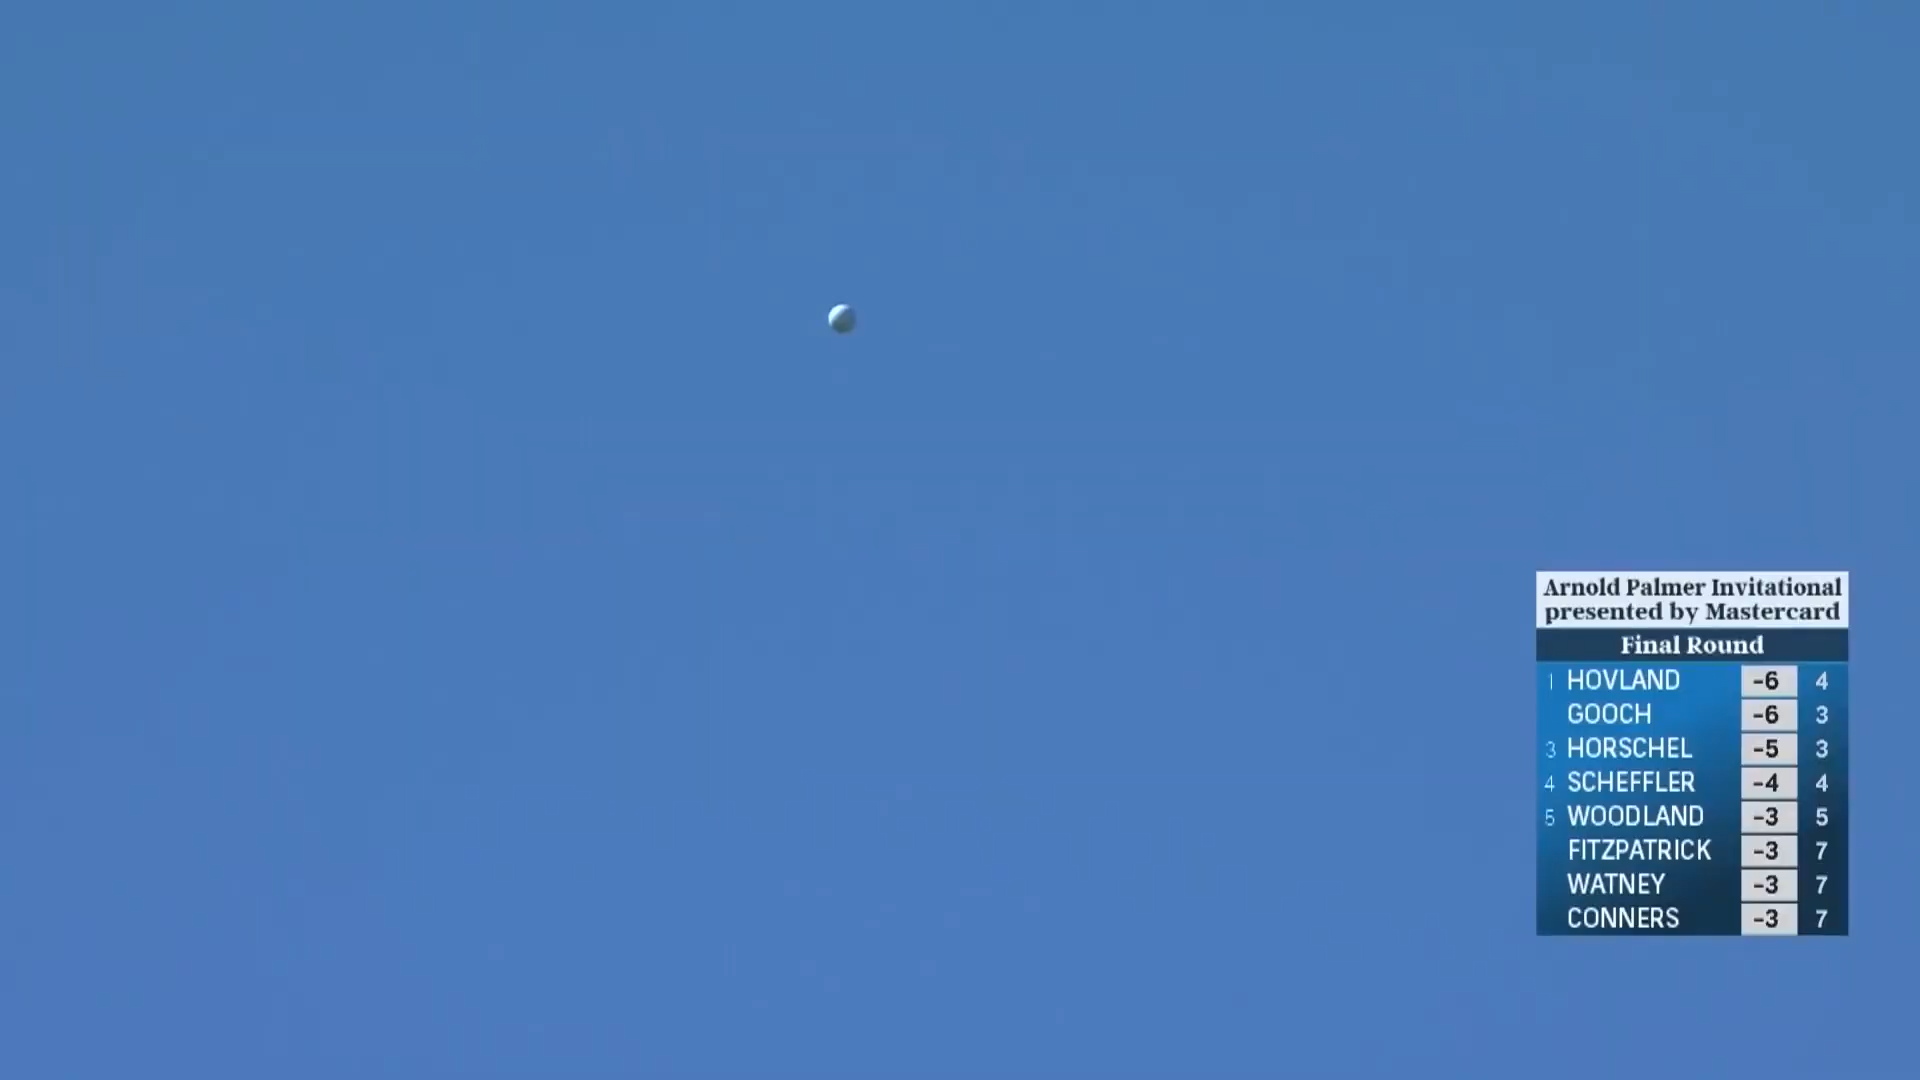 Arnold Palmer Invitational
presented by Mastercard
Final Round
1 HOVLAND -6 4
GOOCH -6 3
3 HORSCHEL -5 3
4 SCHEFFLER -4 4
5 WOODLAND -3 5
FITZPATRICK -3 7
WATNEY -3 7
CONNERS -3 7